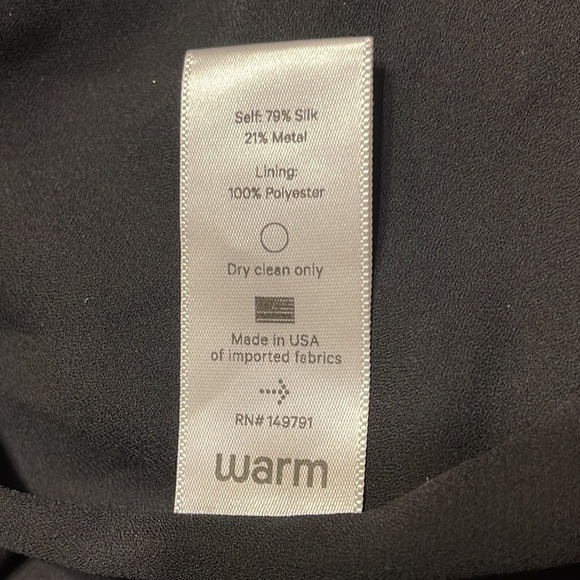 Self: 79% Silk
21% Metal
Lining:
100% Polyester
Dry clean only
Made in USA
of imported fabrics
RN# 149791
warm